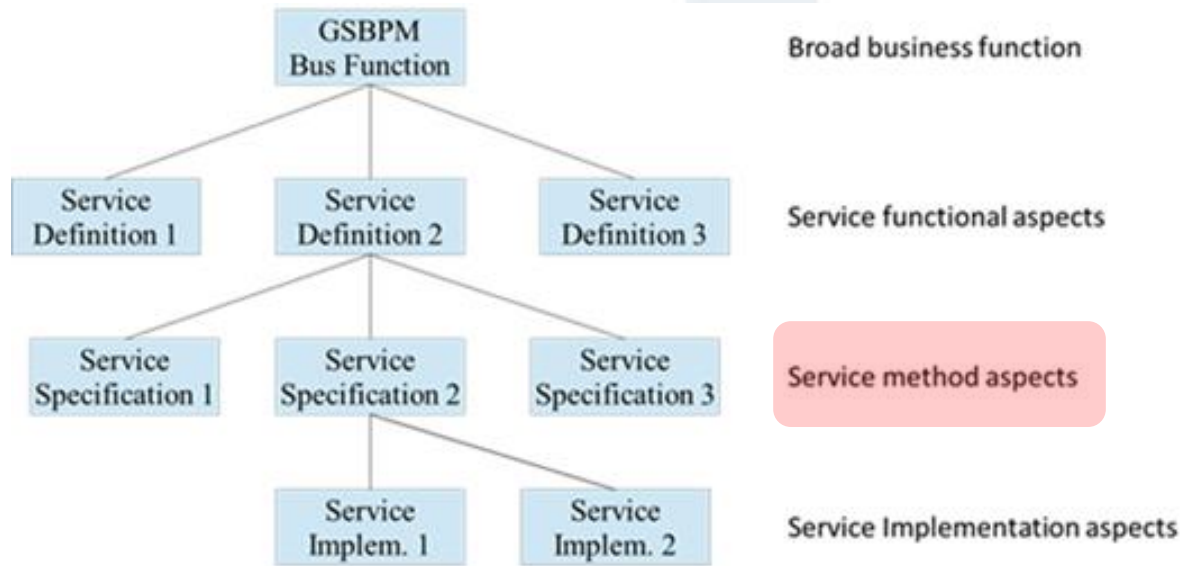 GSBPM
Bus Function
Broad business function
Service
Definition 1
Service
Definition 2
Service
Definition 3
Service functional aspects
Service
Specification 1
Service
Specification 2
Service
Specification 3
Service method aspects
Service
Implem. 1
Service
Implem. 2
Service Implementation aspects